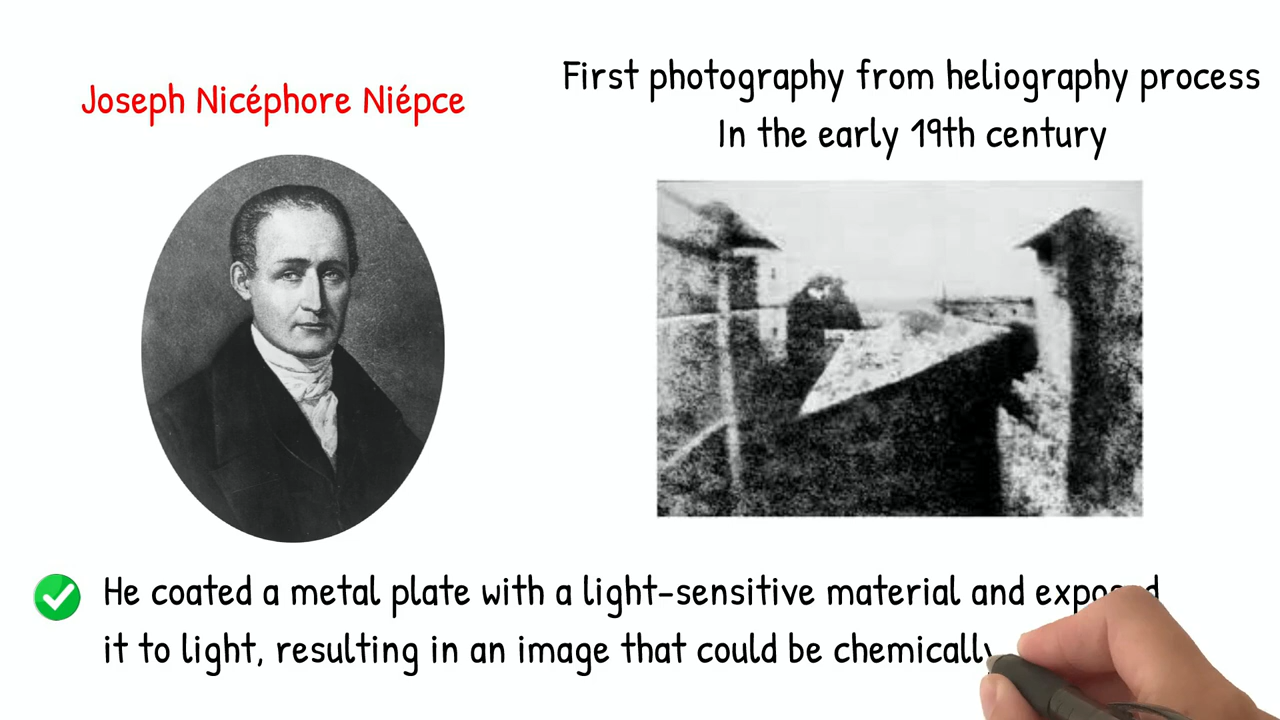 Joseph Nicéphore Niépce
First photography from heliography process
In the early 19th century
He coated a metal plate with a light-sensitive material and exposed
it to light, resulting in an image that could be chemically